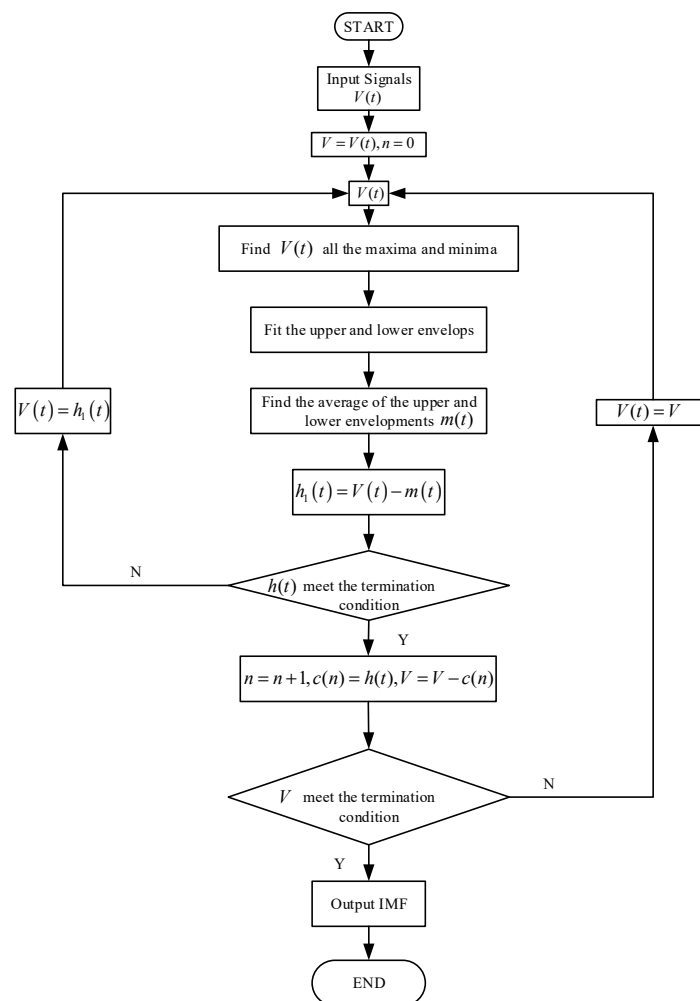 START
Input Signals
V(t)
V = V(t), n = 0
V(t)
Find V(t) all the maxima and minima
Fit the upper and lower envelops
V(t) = h₁(t)
Find the average of the upper and
lower envelopments m(t)
V(t) = V
h₁(t) = V(t) − m(t)
N
h(t) meet the termination
condition
Y
n = n+1, c(n) = h(t), V = V − c(n)
N
V meet the termination
condition
Y
Output IMF
END